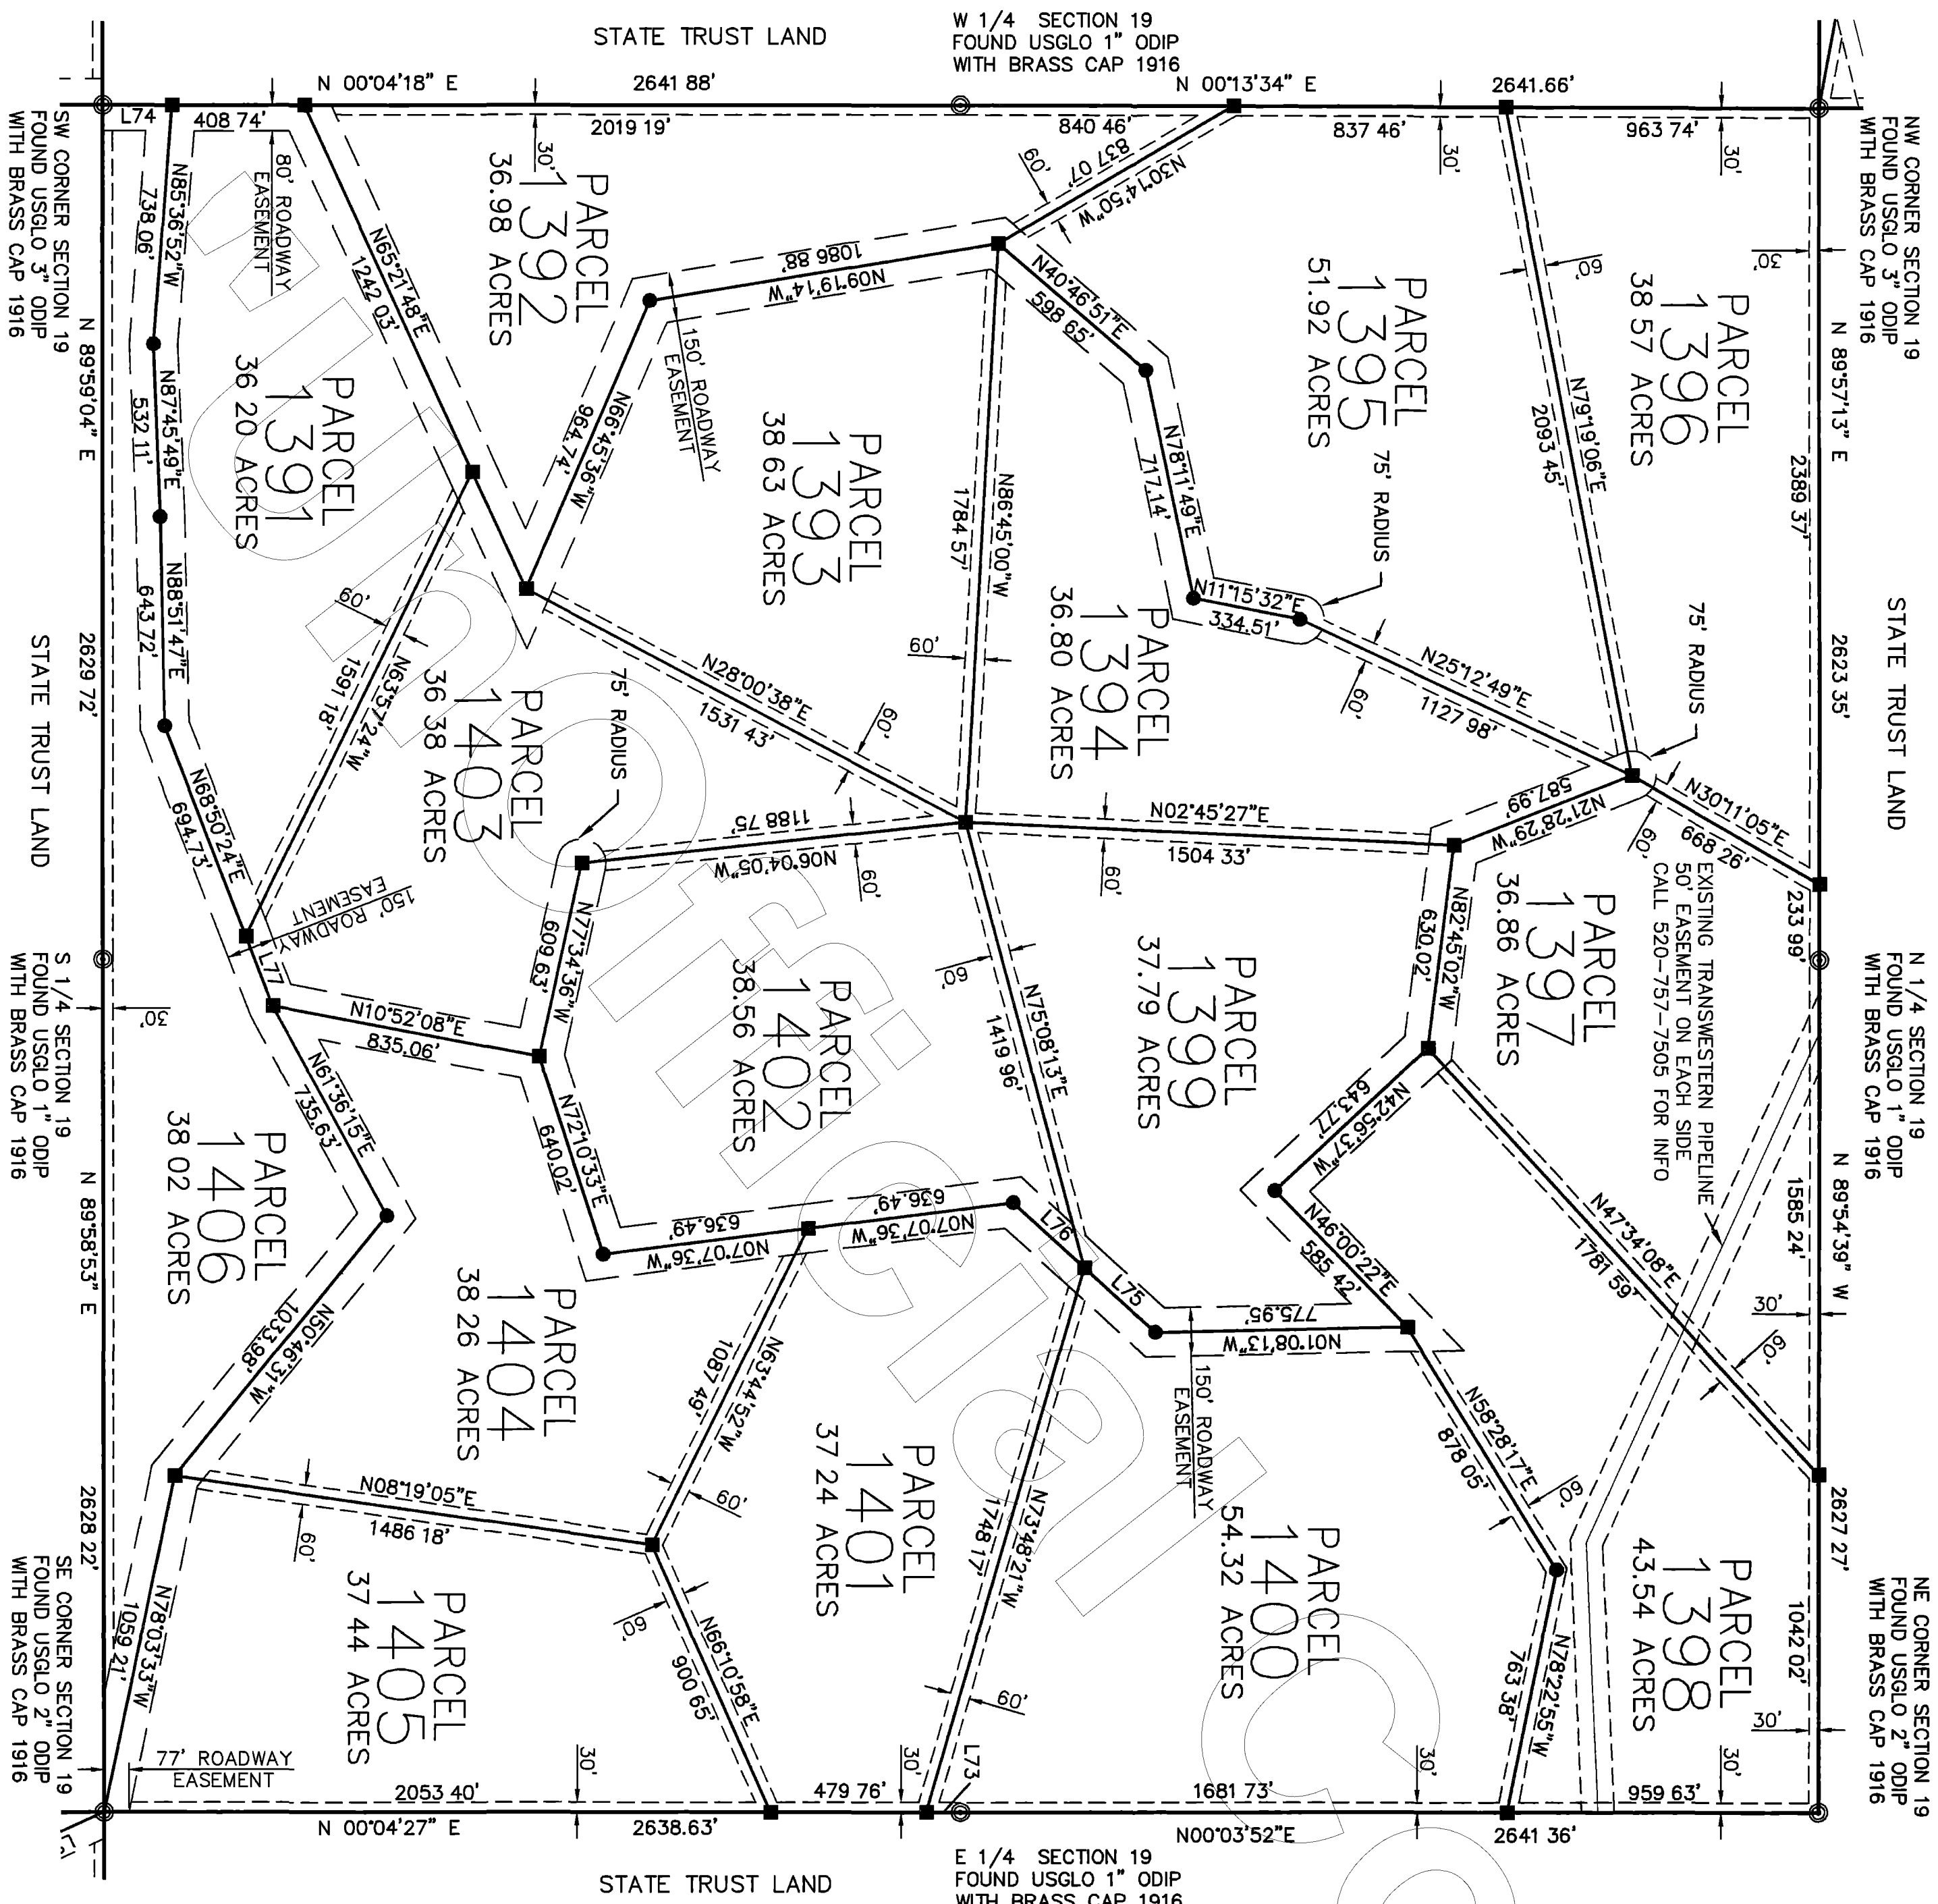 W 1/4 SECTION 19
FOUND USGLO 1" ODIP
WITH BRASS CAP 1916
STATE TRUST LAND
N 00°04'18" E
2641 88'
N 00°13'34" E
2641.66'
L74
408 74'
2019 19'
840 46'
837 46'
963 74'
30'
30'
30'
NW CORNER SECTION 19
FOUND USGLO 3" ODIP
WITH BRASS CAP 1916
SW CORNER SECTION 19
FOUND USGLO 3" ODIP
WITH BRASS CAP 1916
N 89°57'13" E
2623 35'
2389 37'
30'
STATE TRUST LAND
233 99'
N 1/4 SECTION 19
FOUND USGLO 1" ODIP
WITH BRASS CAP 1916
N 89°54'39" W
2627 27'
1585 24'
1042 02'
30'
30'
NE CORNER SECTION 19
FOUND USGLO 2" ODIP
WITH BRASS CAP 1916
PARCEL
1396
38 57 ACRES
N79°19'06"E
2093 45'
60'
PARCEL
1395
51.92 ACRES
75' RADIUS
75' RADIUS
N30°14'50"W
837 07'
60'
N40°46'51"E
598 65'
N78°11'49"E
717.14'
N11°15'32"E
334.51'
N25°12'49"E
1127 98'
60'
N30°11'05"E
668 26'
60'
N21°28'29"W
587.99'
EXISTING TRANSWESTERN PIPELINE
50' EASEMENT ON EACH SIDE
CALL 520-757-7505 FOR INFO
PARCEL
1392
36.98 ACRES
1086 88'
N09°19'14"W
150' ROADWAY
EASEMENT
N66°45'36"W
964.74'
N65°21'48"E
1242 03'
80' ROADWAY
EASEMENT
N85°36'52"W
738 06'
N87°45'49"E
532 11'
N88°51'47"E
643 72'
N68°50'24"E
694.73'
PARCEL
1391
36 20 ACRES
N 89°59'04" E
2629 72'
STATE TRUST LAND
PARCEL
1393
38 63 ACRES
N86°45'00"W
1784 57'
60'
PARCEL
1394
36.80 ACRES
N28°00'38"E
1531 43'
60'
N63°57'24"W
1591 18'
60'
PARCEL
1403
36 38 ACRES
75' RADIUS
1188 75'
N06°04'05"W
60'
N02°45'27"E
1504 33'
60'
N82°45'02"W
630.02'
PARCEL
1397
36.86 ACRES
N47°34'08"E
1781 59'
60'
PARCEL
1399
37.79 ACRES
N42°56'37"W
643.77'
N46°00'22"E
585 42'
N75°08'13"E
1419 96'
60'
PARCEL
1402
38.56 ACRES
N77°34'36"W
609.63'
150' ROADWAY
EASEMENT
L77
N10°52'08"E
835.06'
N72°10'33"E
640.02'
636.49'
N07°07'36"W
636.49'
N07°07'36"W
L76
L75
775.95'
N01°08'13"W
150' ROADWAY
EASEMENT
S 1/4 SECTION 19
FOUND USGLO 1" ODIP
WITH BRASS CAP 1916
30'
N61°36'15"E
735.63'
PARCEL
1406
38 02 ACRES
N50°46'31"W
1033.98'
N 89°58'53" E
2628 22'
PARCEL
1404
38 26 ACRES
N63°44'52"W
1087 49'
60'
N08°19'05"E
1486 18'
60'
PARCEL
1401
37 24 ACRES
N73°48'21"W
1748 17'
60'
N58°28'17"E
878 05'
60'
N78°22'55"W
763 38'
PARCEL
1400
54.32 ACRES
PARCEL
1398
43.54 ACRES
PARCEL
1405
37 44 ACRES
N66°10'58"E
900 65'
60'
N78°03'33"W
1059 21'
SE CORNER SECTION 19
FOUND USGLO 2" ODIP
WITH BRASS CAP 1916
77' ROADWAY
EASEMENT
30'
30'
30'
30'
L73
2053 40'
479 76'
1681 73'
959 63'
N 00°04'27" E
2638.63'
N00°03'52"E
2641 36'
E 1/4 SECTION 19
FOUND USGLO 1" ODIP
WITH BRASS CAP 1916
STATE TRUST LAND
Unofficial Co